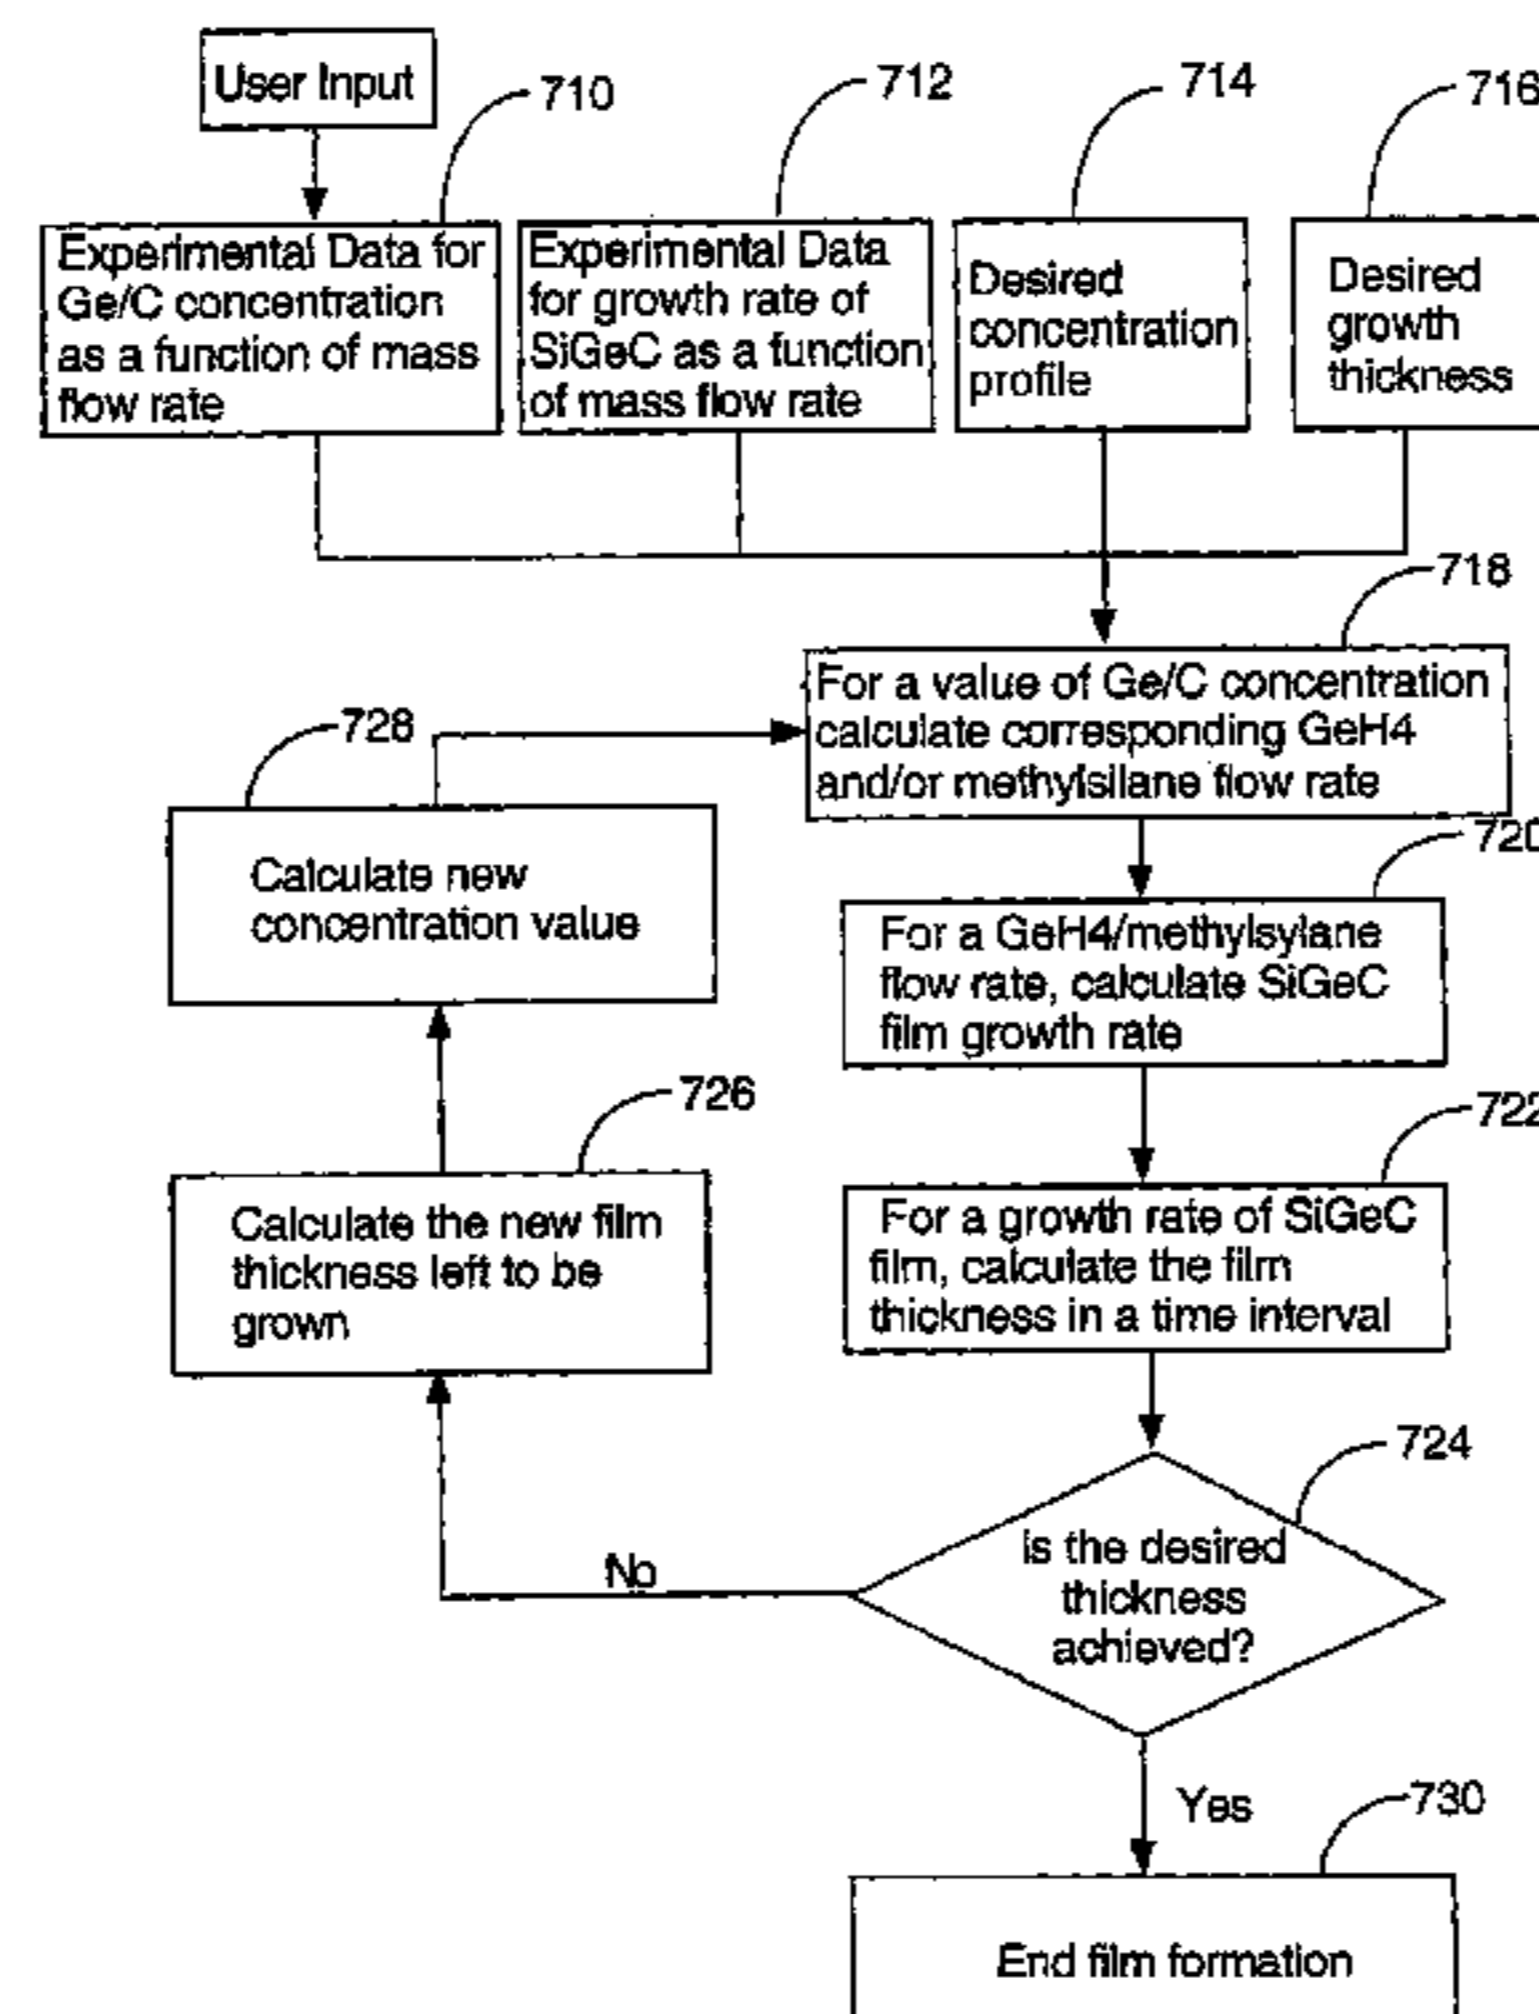 User Input
710
712
714
716
Experimental Data for
Ge/C concentration
as a function of mass
flow rate
Experimental Data
for growth rate of
SiGeC as a function
of mass flow rate
Desired
concentration
profile
Desired
growth
thickness
718
For a value of Ge/C concentration
calculate corresponding GeH4
and/or methylsilane flow rate
728
Calculate new
concentration value
720
For a GeH4/methylsylane
flow rate, calculate SiGeC
film growth rate
726
Calculate the new film
thickness left to be
grown
722
For a growth rate of SiGeC
film, calculate the film
thickness in a time interval
724
is the desired
thickness
achieved?
No
Yes
730
End film formation